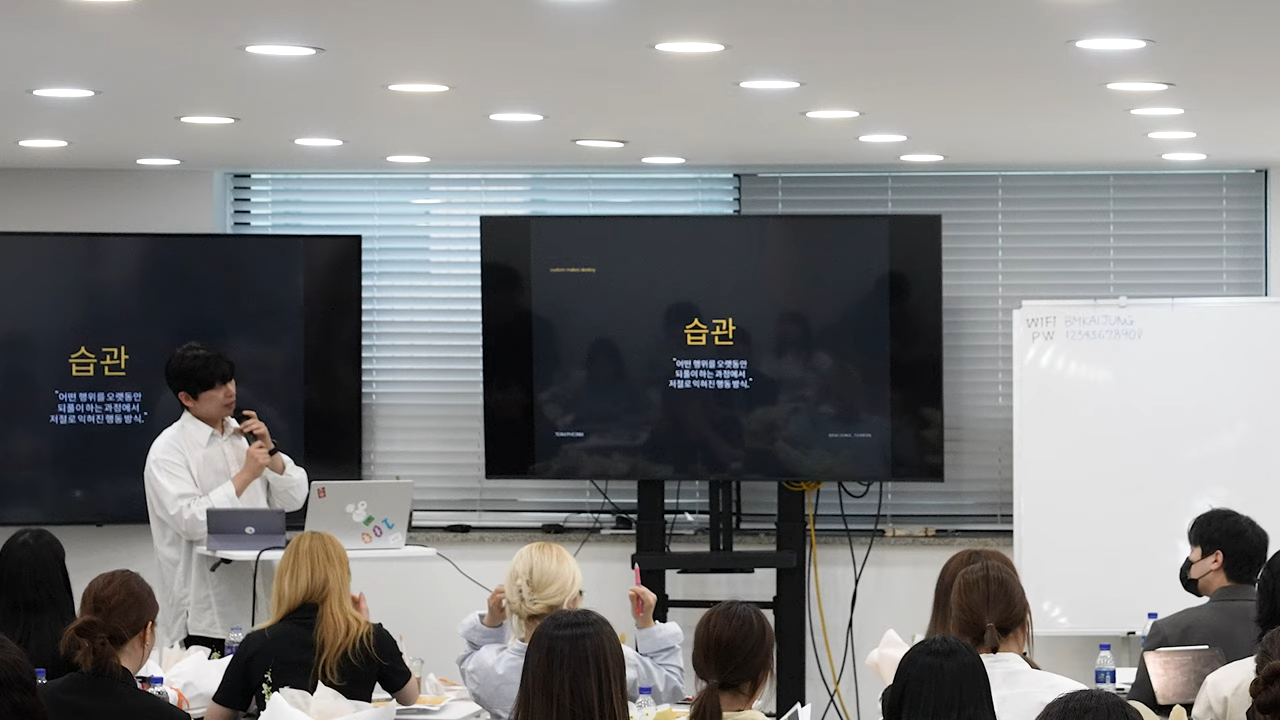 습관
"어떤 행위를 오랫동안
되풀이 하는 과정에서
저절로 익혀진 행동 방식."
custom makes destiny
습관
"어떤 행위를 오랫동안
되풀이 하는 과정에서
저절로 익혀진 행동 방식."
WIFI BMKAIJUNG
PW 1234567890!